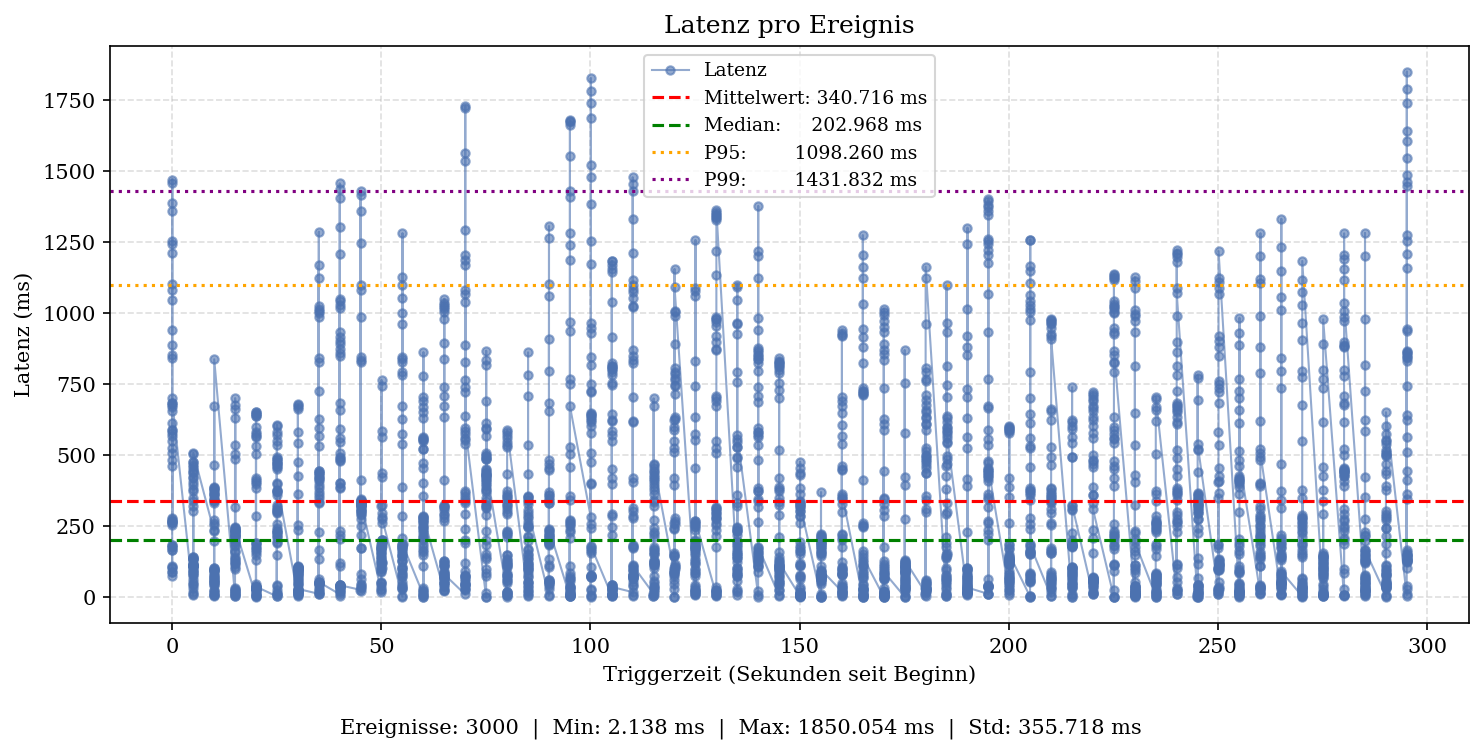 Latenz pro Ereignis
Latenz
Mittelwert: 340.716 ms
Median: 202.968 ms
P95: 1098.260 ms
P99: 1431.832 ms
Latenz (ms)
1750
1500
1250
1000
750
500
250
0
0 50 100 150 200 250 300
Triggerzeit (Sekunden seit Beginn)
Ereignisse: 3000 | Min: 2.138 ms | Max: 1850.054 ms | Std: 355.718 ms